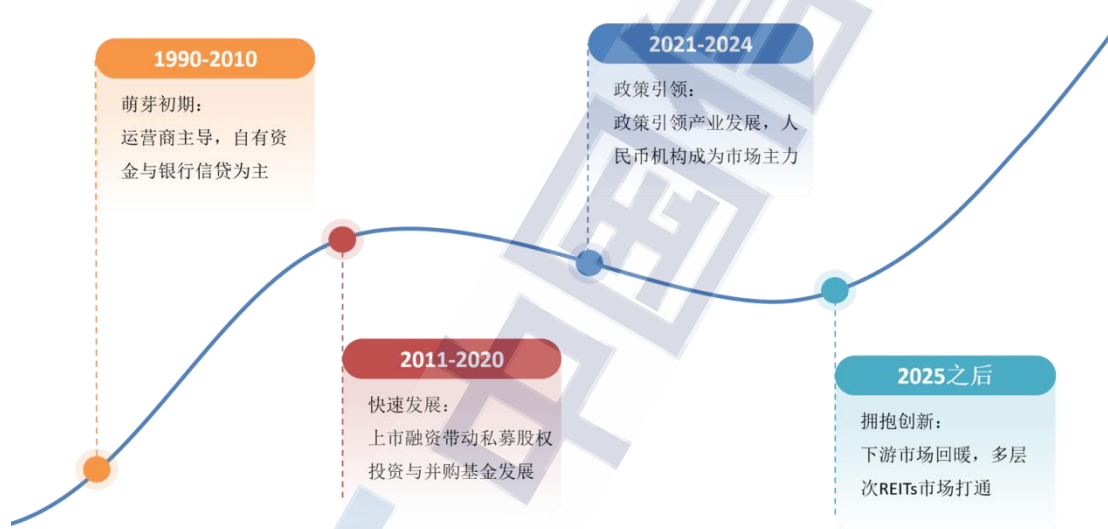 1990-2010
萌芽初期：
运营商主导，自有资
金与银行信贷为主
2011-2020
快速发展：
上市融资带动私募股权
投资与并购基金发展
2021-2024
政策引领：
政策引领产业发展，人
民币机构成为市场主力
2025之后
拥抱创新：
下游市场回暖，多层
次REITs市场打通